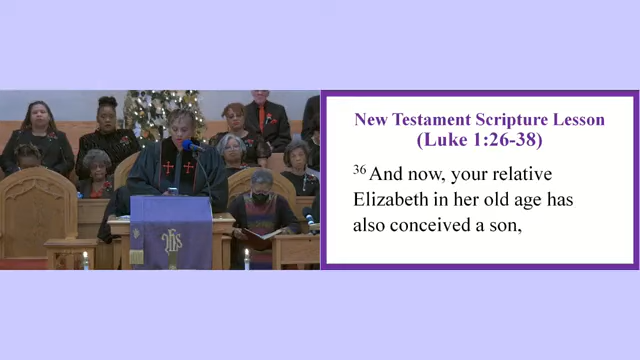 New Testament Scripture Lesson
(Luke 1:26-38)
36 And now, your relative
Elizabeth in her old age has
also conceived a son,
IHS